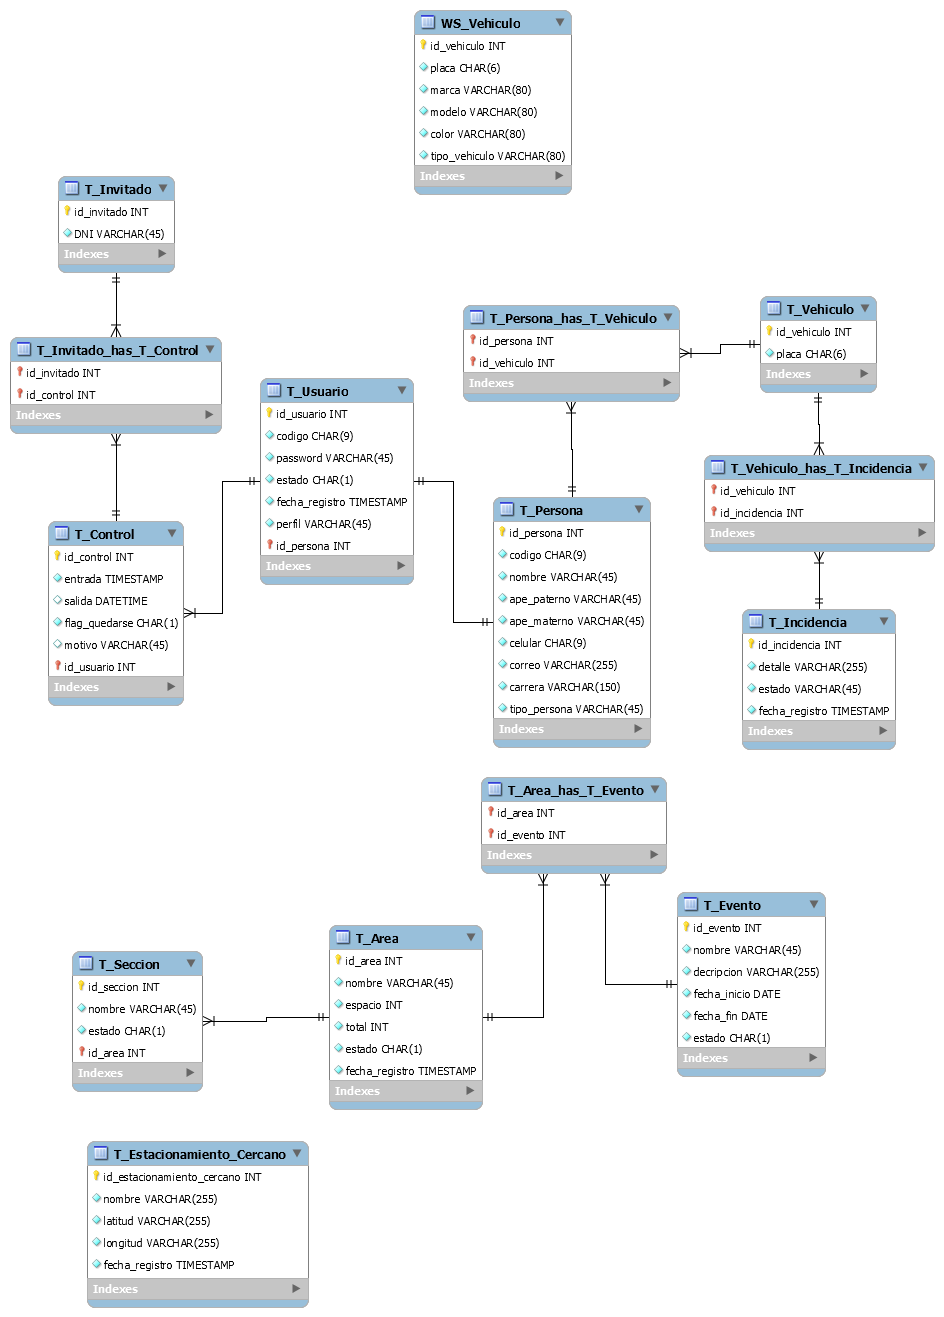 WS_Vehiculo
id_vehiculo INT
placa CHAR(6)
marca VARCHAR(80)
modelo VARCHAR(80)
color VARCHAR(80)
tipo_vehiculo VARCHAR(80)
Indexes
T_Invitado
id_invitado INT
DNI VARCHAR(45)
Indexes
T_Invitado_has_T_Control
id_invitado INT
id_control INT
Indexes
T_Usuario
id_usuario INT
codigo CHAR(9)
password VARCHAR(45)
estado CHAR(1)
fecha_registro TIMESTAMP
perfil VARCHAR(45)
id_persona INT
Indexes
T_Persona_has_T_Vehiculo
id_persona INT
id_vehiculo INT
Indexes
T_Vehiculo
id_vehiculo INT
placa CHAR(6)
Indexes
T_Vehiculo_has_T_Incidencia
id_vehiculo INT
id_incidencia INT
Indexes
T_Control
id_control INT
entrada TIMESTAMP
salida DATETIME
flag_quedarse CHAR(1)
motivo VARCHAR(45)
id_usuario INT
Indexes
T_Persona
id_persona INT
codigo CHAR(9)
nombre VARCHAR(45)
ape_paterno VARCHAR(45)
ape_materno VARCHAR(45)
celular CHAR(9)
correo VARCHAR(255)
carrera VARCHAR(150)
tipo_persona VARCHAR(45)
Indexes
T_Incidencia
id_incidencia INT
detalle VARCHAR(255)
estado VARCHAR(45)
fecha_registro TIMESTAMP
Indexes
T_Area_has_T_Evento
id_area INT
id_evento INT
Indexes
T_Evento
id_evento INT
nombre VARCHAR(45)
decripcion VARCHAR(255)
fecha_inicio DATE
fecha_fin DATE
estado CHAR(1)
Indexes
T_Area
id_area INT
nombre VARCHAR(45)
espacio INT
total INT
estado CHAR(1)
fecha_registro TIMESTAMP
Indexes
T_Seccion
id_seccion INT
nombre VARCHAR(45)
estado CHAR(1)
id_area INT
Indexes
T_Estacionamiento_Cercano
id_estacionamiento_cercano INT
nombre VARCHAR(255)
latitud VARCHAR(255)
longitud VARCHAR(255)
fecha_registro TIMESTAMP
Indexes